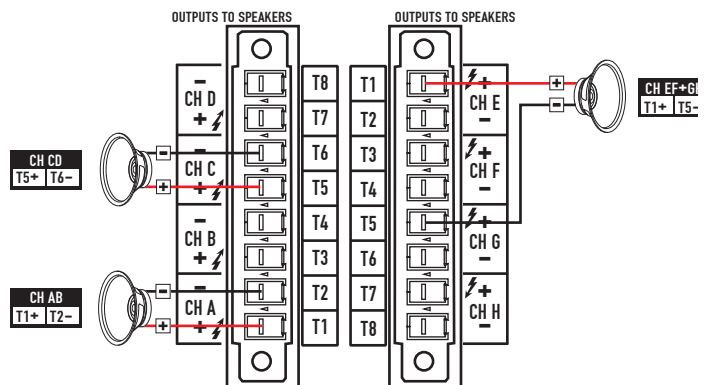 OUTPUTS TO SPEAKERS
OUTPUTS TO SPEAKERS
−
CH D
+
T8
T7
−
CH C
+
T6
T5
−
CH B
+
T4
T3
−
CH A
+
T2
T1
T1
T2
+
CH E
−
T3
T4
+
CH F
−
T5
T6
+
CH G
−
T7
T8
+
CH H
−
−
+
CH CD
T5+ T6−
−
+
CH AB
T1+ T2−
+
−
CH EF+G
T1+ T5−